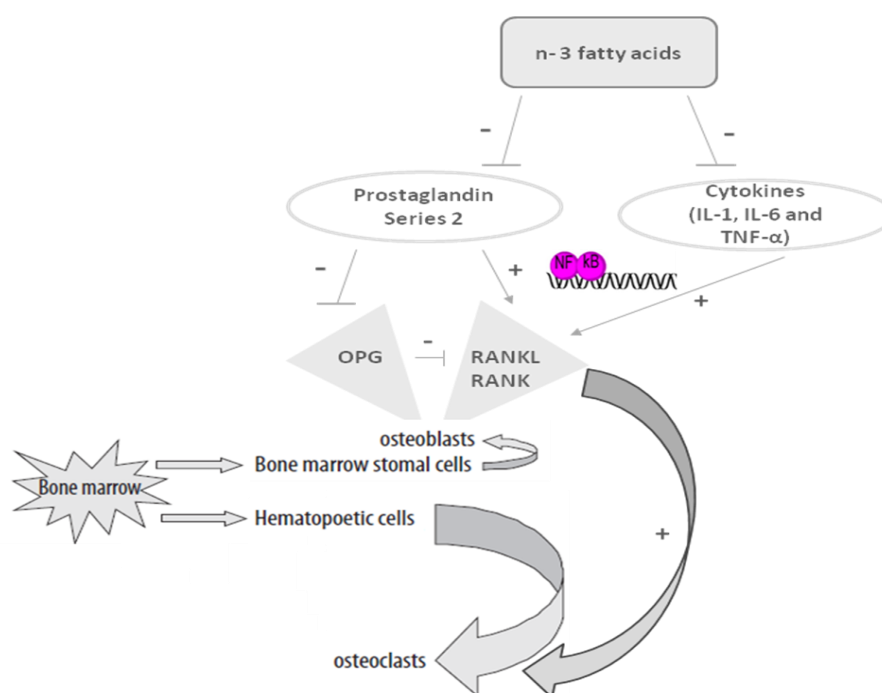 n- 3 fatty acids
-
-
Prostaglandin
Series 2
Cytokines
(IL-1, IL-6 and
TNF-α)
-
+
NF kB
+
OPG
-
RANKL
RANK
osteoblasts
Bone marrow stomal cells
Bone marrow
Hematopoetic cells
+
osteoclasts